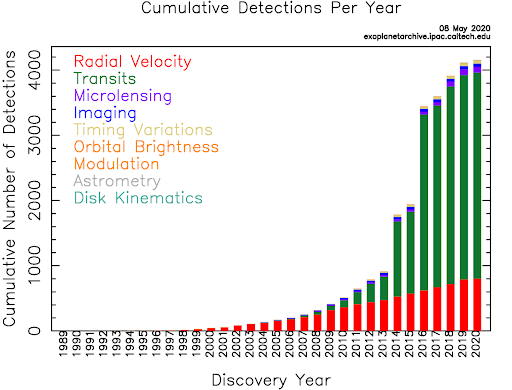 Cumulative Detections Per Year
08 May 2020
exoplanetarchive.ipac.caltech.edu
Radial Velocity
Transits
Microlensing
Imaging
Timing Variations
Orbital Brightness
Modulation
Astrometry
Disk Kinematics
Cumulative Number of Detections
4000
3000
2000
1000
0
1989 1990 1991 1992 1993 1994 1995 1996 1997 1998 1999 2000 2001 2002 2003 2004 2005 2006 2007 2008 2009 2010 2011 2012 2013 2014 2015 2016 2017 2018 2019 2020
Discovery Year